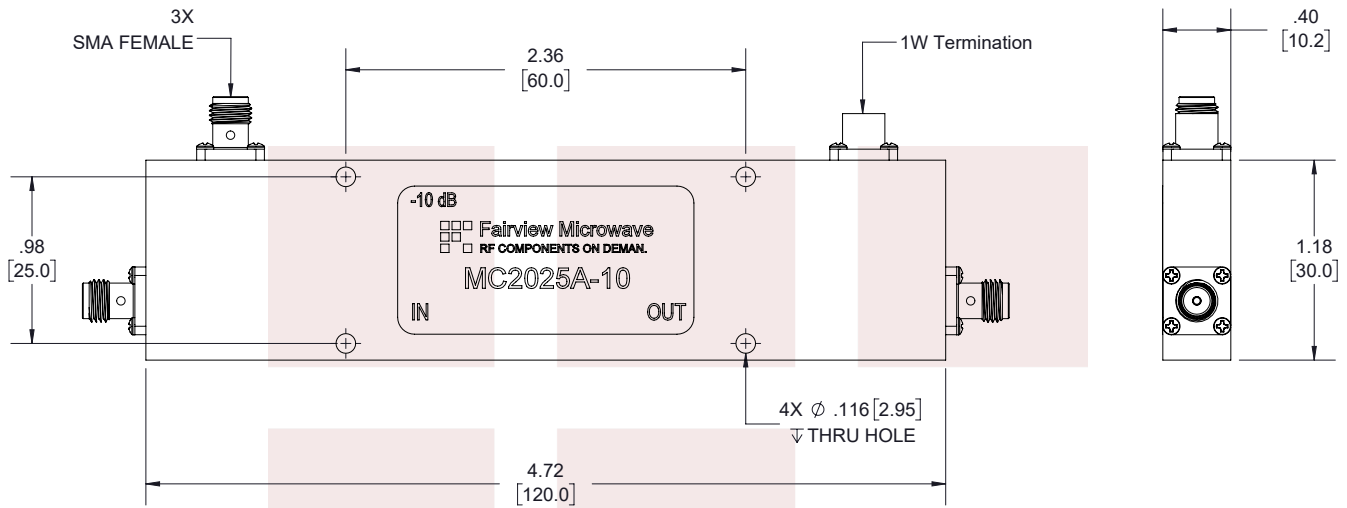 3X
SMA FEMALE
2.36
[60.0]
1W Termination
.40
[10.2]
.98
[25.0]
-10 dB
Fairview Microwave
RF COMPONENTS ON DEMAN.
MC2025A-10
IN
OUT
1.18
[30.0]
4X ∅ .116[2.95]
↧ THRU HOLE
4.72
[120.0]